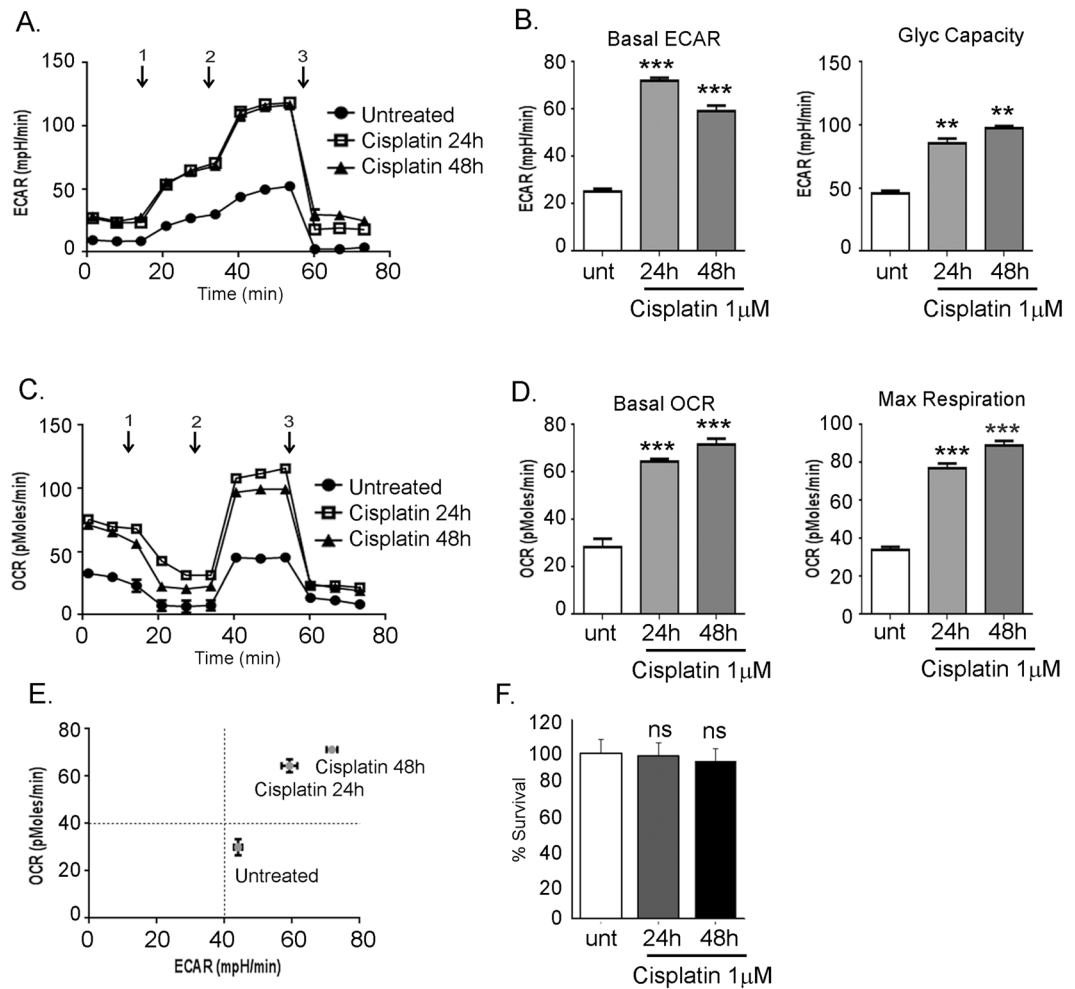 A.
1 2 3
150
100
50
0
ECAR (mpH/min)
0 20 40 60 80
Time (min)
Untreated
Cisplatin 24h
Cisplatin 48h
B.
Basal ECAR
80
60
40
20
0
ECAR (mpH/min)
*** ***
unt 24h 48h
Cisplatin 1μM
Glyc Capacity
150
100
50
0
ECAR (mpH/min)
** **
unt 24h 48h
Cisplatin 1μM
C.
1 2 3
150
100
50
0
OCR (pMoles/min)
0 20 40 60 80
Time (min)
Untreated
Cisplatin 24h
Cisplatin 48h
D.
Basal OCR
80
60
40
20
0
OCR (pMoles/min)
*** ***
unt 24h 48h
Cisplatin 1μM
Max Respiration
100
80
60
40
20
0
OCR (pMoles/min)
*** ***
unt 24h 48h
Cisplatin 1μM
E.
80
60
40
20
0
OCR (pMoles/min)
Cisplatin 48h
Cisplatin 24h
Untreated
0 20 40 60 80
ECAR (mpH/min)
F.
120
100
80
60
40
20
0
% Survival
ns ns
unt 24h 48h
Cisplatin 1μM